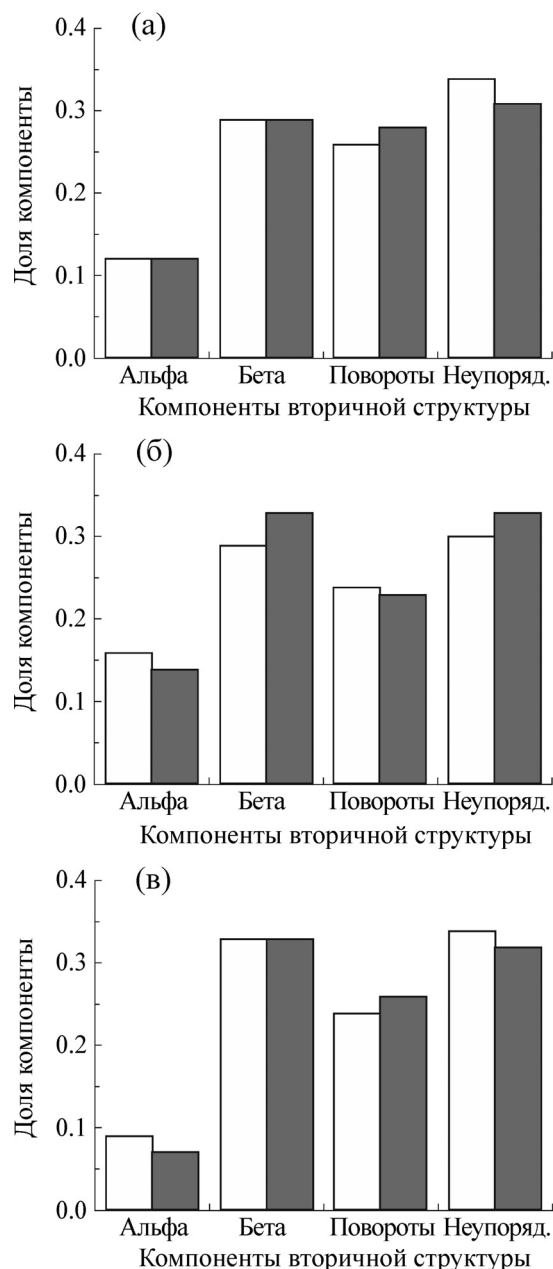 (а)
Доля компоненты
0.4
0.3
0.2
0.1
0.0
Альфа Бета Повороты Неупоряд.
Компоненты вторичной структуры
(б)
Доля компоненты
0.4
0.3
0.2
0.1
0.0
Альфа Бета Повороты Неупоряд.
Компоненты вторичной структуры
(в)
Доля компоненты
0.4
0.3
0.2
0.1
0.0
Альфа Бета Повороты Неупоряд.
Компоненты вторичной структуры